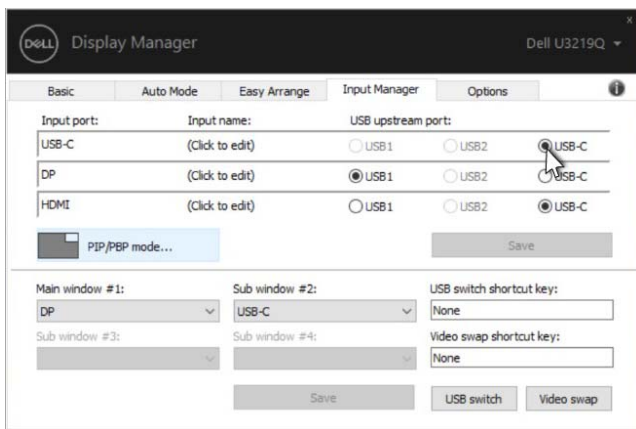 x
DELL Display Manager Dell U3219Q
Basic Auto Mode Easy Arrange Input Manager Options i
Input port: Input name: USB upstream port:
USB-C (Click to edit) USB1 USB2 USB-C
DP (Click to edit) USB1 USB2 USB-C
HDMI (Click to edit) USB1 USB2 USB-C
PIP/PBP mode... Save
Main window #1: Sub window #2: USB switch shortcut key:
DP USB-C None
Sub window #3: Sub window #4: Video swap shortcut key:
None
Save USB switch Video swap